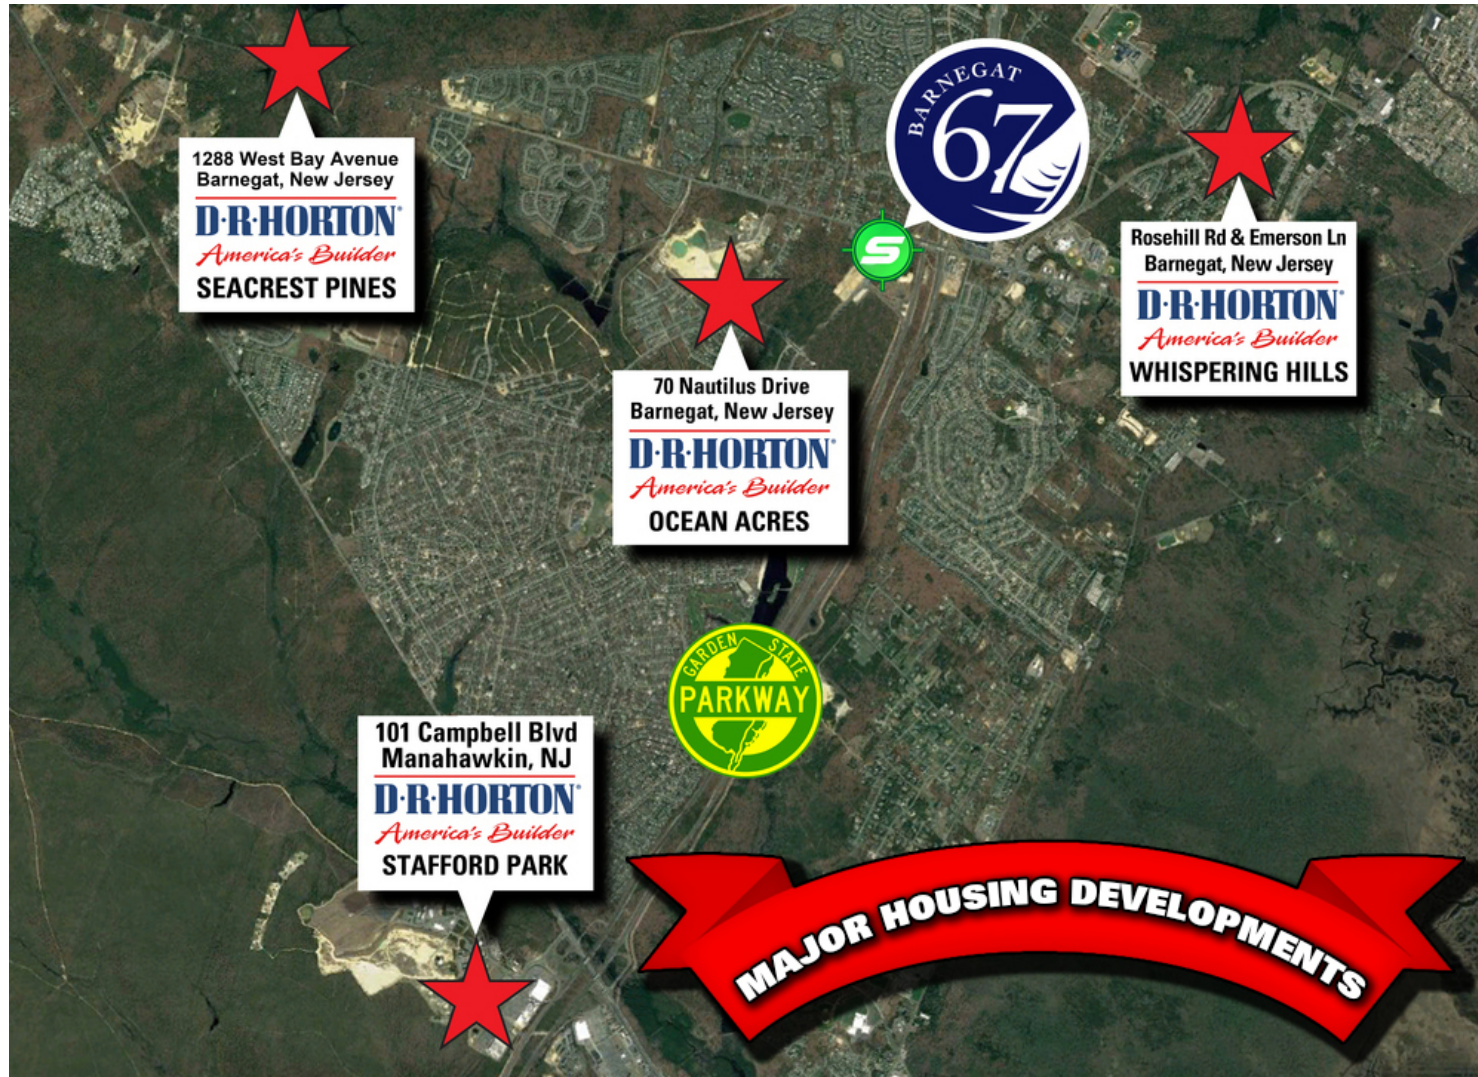 BARNEGAT
67
S
1288 West Bay Avenue
Barnegat, New Jersey
D·R·HORTON®
America's Builder
SEACREST PINES
Rosehill Rd & Emerson Ln
Barnegat, New Jersey
D·R·HORTON®
America's Builder
WHISPERING HILLS
70 Nautilus Drive
Barnegat, New Jersey
D·R·HORTON®
America's Builder
OCEAN ACRES
GARDEN STATE
PARKWAY
101 Campbell Blvd
Manahawkin, NJ
D·R·HORTON®
America's Builder
STAFFORD PARK
MAJOR HOUSING DEVELOPMENTS